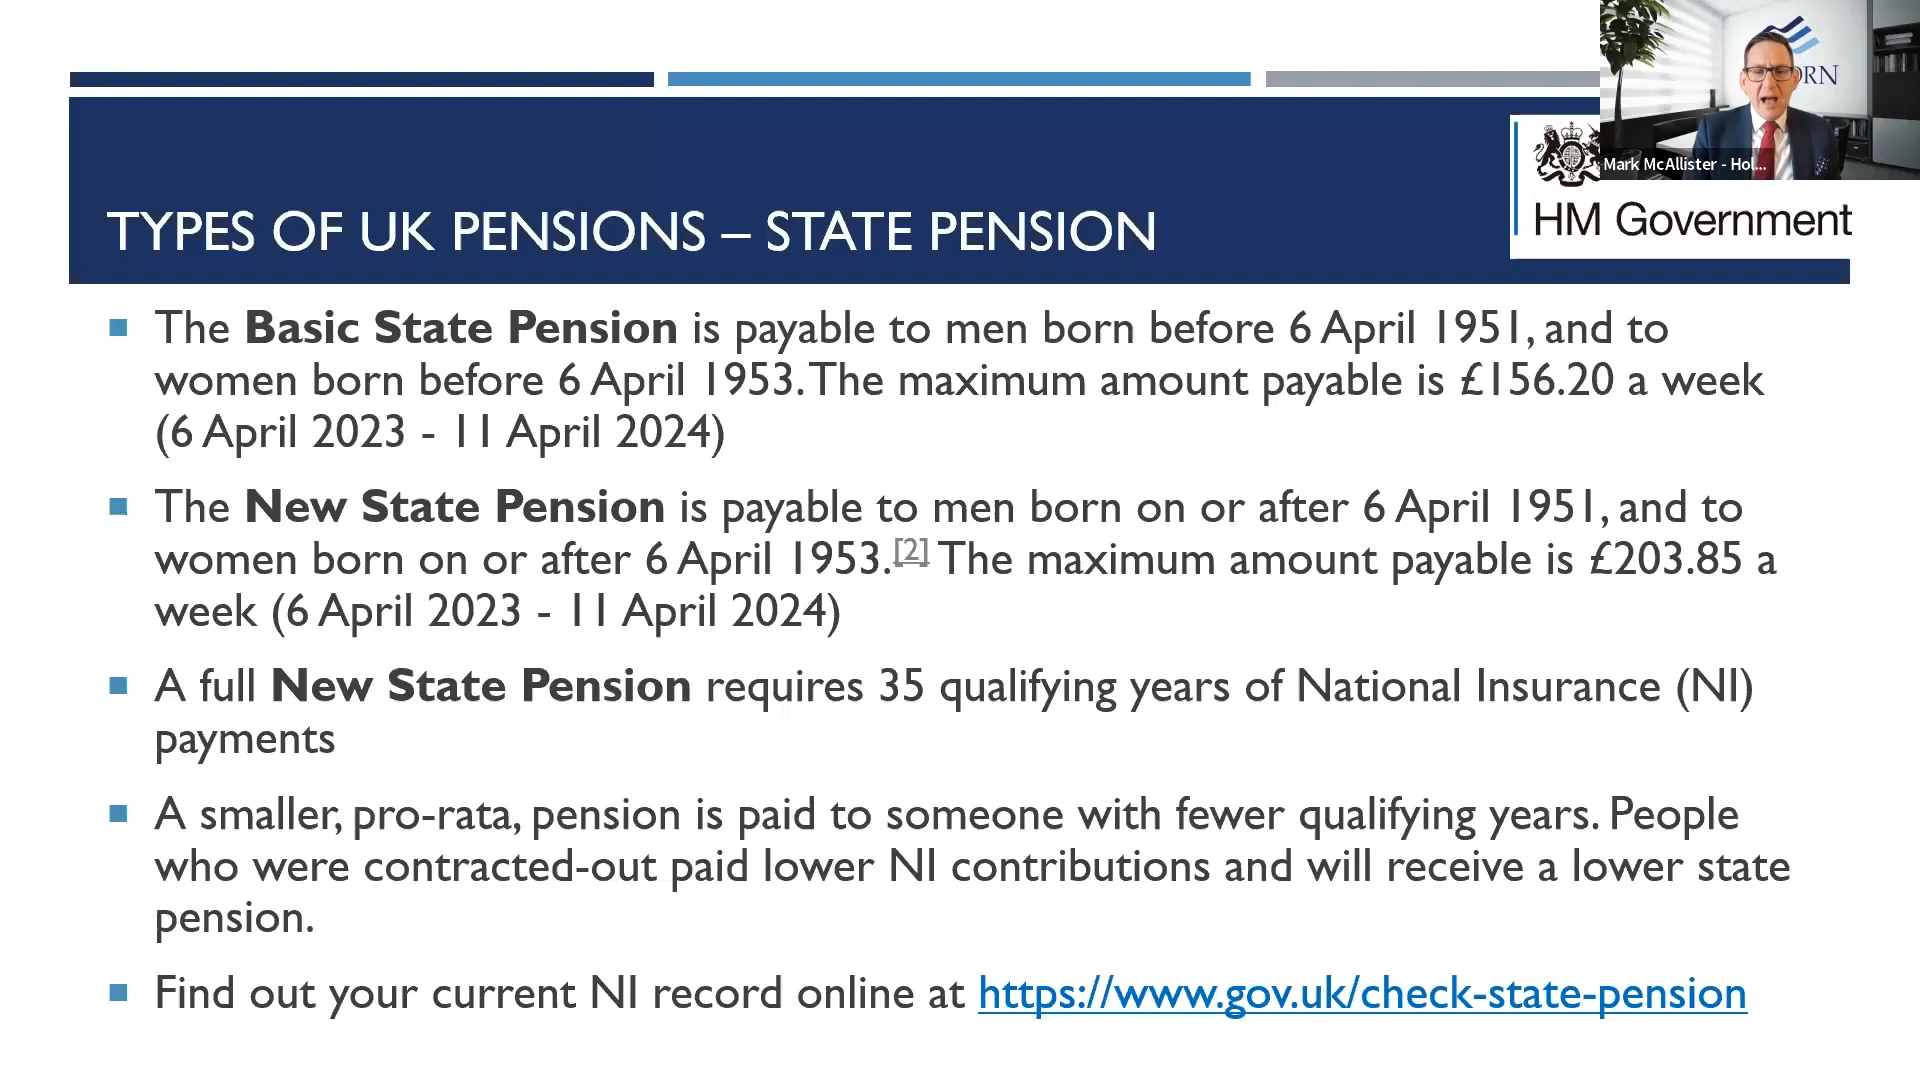 ORN
Mark McAllister - Hol...
HM Government
TYPES OF UK PENSIONS – STATE PENSION
▪ The Basic State Pension is payable to men born before 6 April 1951, and to
women born before 6 April 1953. The maximum amount payable is £156.20 a week
(6 April 2023 - 11 April 2024)
▪ The New State Pension is payable to men born on or after 6 April 1951, and to
women born on or after 6 April 1953.[2] The maximum amount payable is £203.85 a
week (6 April 2023 - 11 April 2024)
▪ A full New State Pension requires 35 qualifying years of National Insurance (NI)
payments
▪ A smaller, pro-rata, pension is paid to someone with fewer qualifying years. People
who were contracted-out paid lower NI contributions and will receive a lower state
pension.
▪ Find out your current NI record online at https://www.gov.uk/check-state-pension